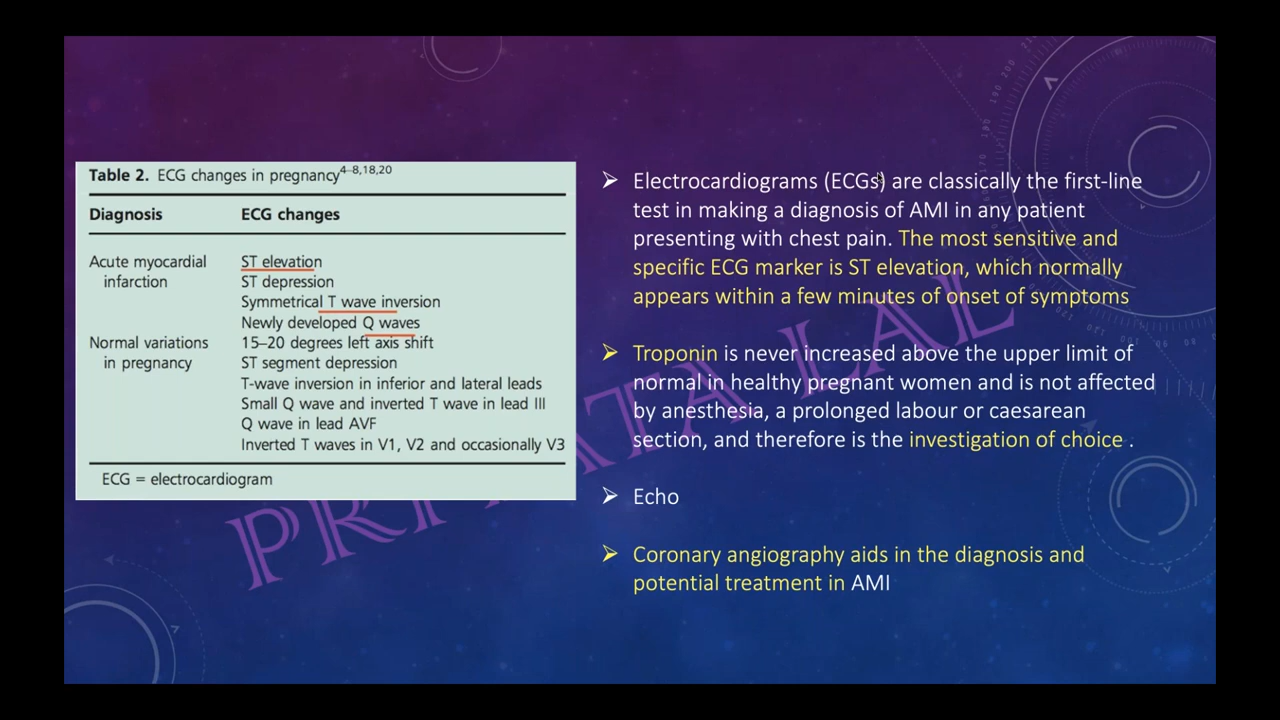 Table 2. ECG changes in pregnancy4–8,18,20
Diagnosis ECG changes
Acute myocardial infarction
ST elevation
ST depression
Symmetrical T wave inversion
Newly developed Q waves
Normal variations in pregnancy
15–20 degrees left axis shift
ST segment depression
T-wave inversion in inferior and lateral leads
Small Q wave and inverted T wave in lead III
Q wave in lead AVF
Inverted T waves in V1, V2 and occasionally V3
ECG = electrocardiogram
Electrocardiograms (ECGs) are classically the first-line
test in making a diagnosis of AMI in any patient
presenting with chest pain. The most sensitive and
specific ECG marker is ST elevation, which normally
appears within a few minutes of onset of symptoms
Troponin is never increased above the upper limit of
normal in healthy pregnant women and is not affected
by anesthesia, a prolonged labour or caesarean
section, and therefore is the investigation of choice .
Echo
Coronary angiography aids in the diagnosis and
potential treatment in AMI
LAL